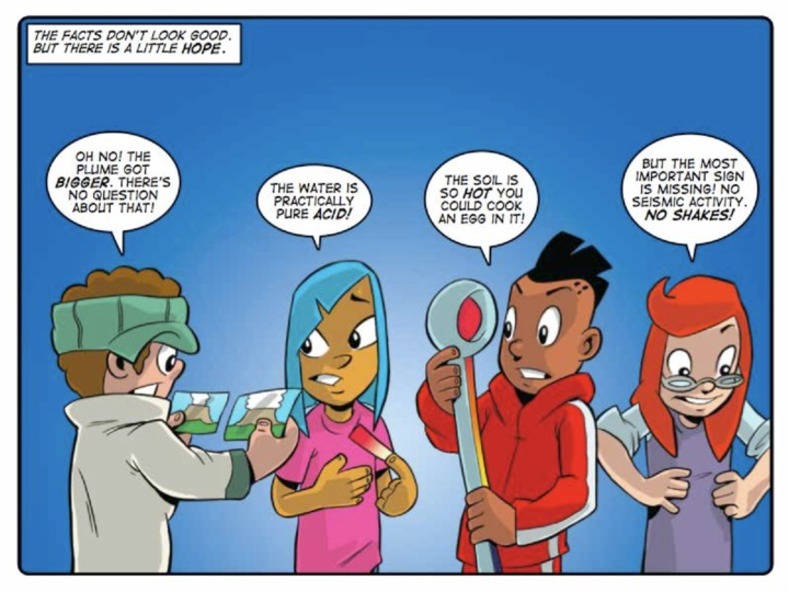 THE FACTS DON'T LOOK GOOD.
BUT THERE IS A LITTLE HOPE.
OH NO! THE
PLUME GOT
BIGGER. THERE'S
NO QUESTION
ABOUT THAT!
THE WATER IS
PRACTICALLY
PURE ACID!
THE SOIL IS
SO HOT YOU
COULD COOK
AN EGG IN IT!
BUT THE MOST
IMPORTANT SIGN
IS MISSING! NO
SEISMIC ACTIVITY.
NO SHAKES!